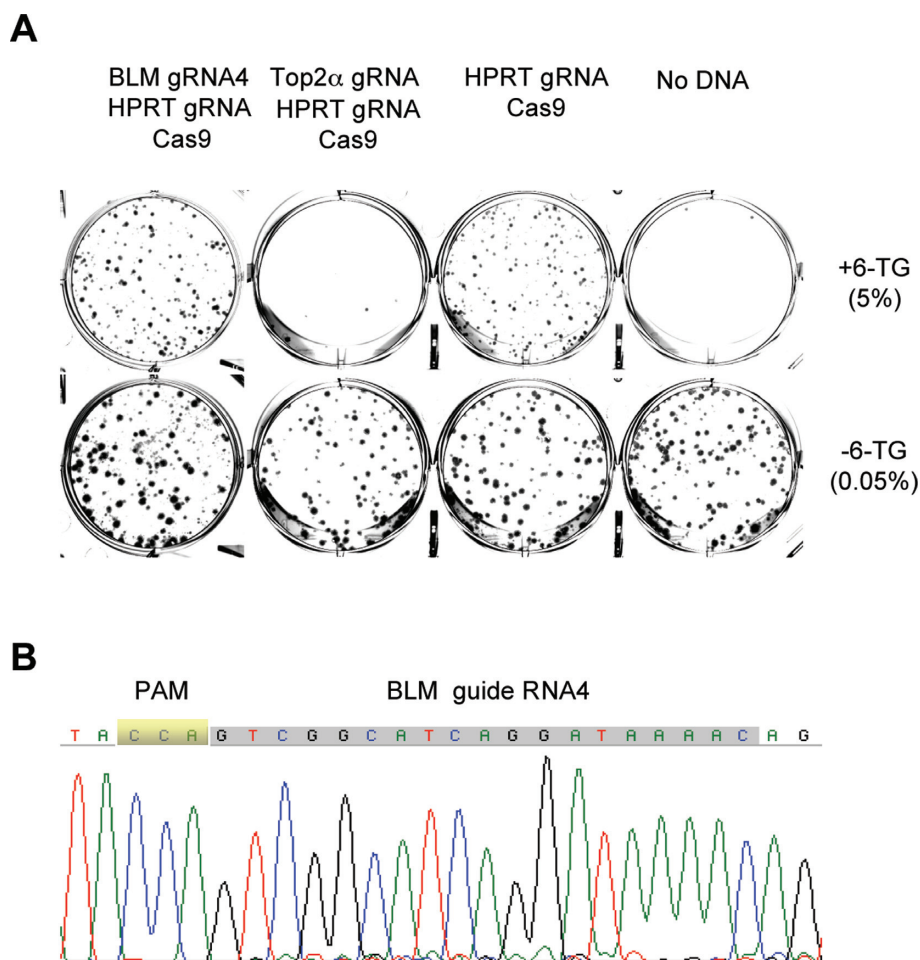 A
BLM gRNA4
HPRT gRNA
Cas9
Top2α gRNA
HPRT gRNA
Cas9
HPRT gRNA
Cas9
No DNA
+6-TG
(5%)
-6-TG
(0.05%)
B
PAM
BLM guide RNA4
T A C C A G T C G G C A T C A G G A T A A A A C A G